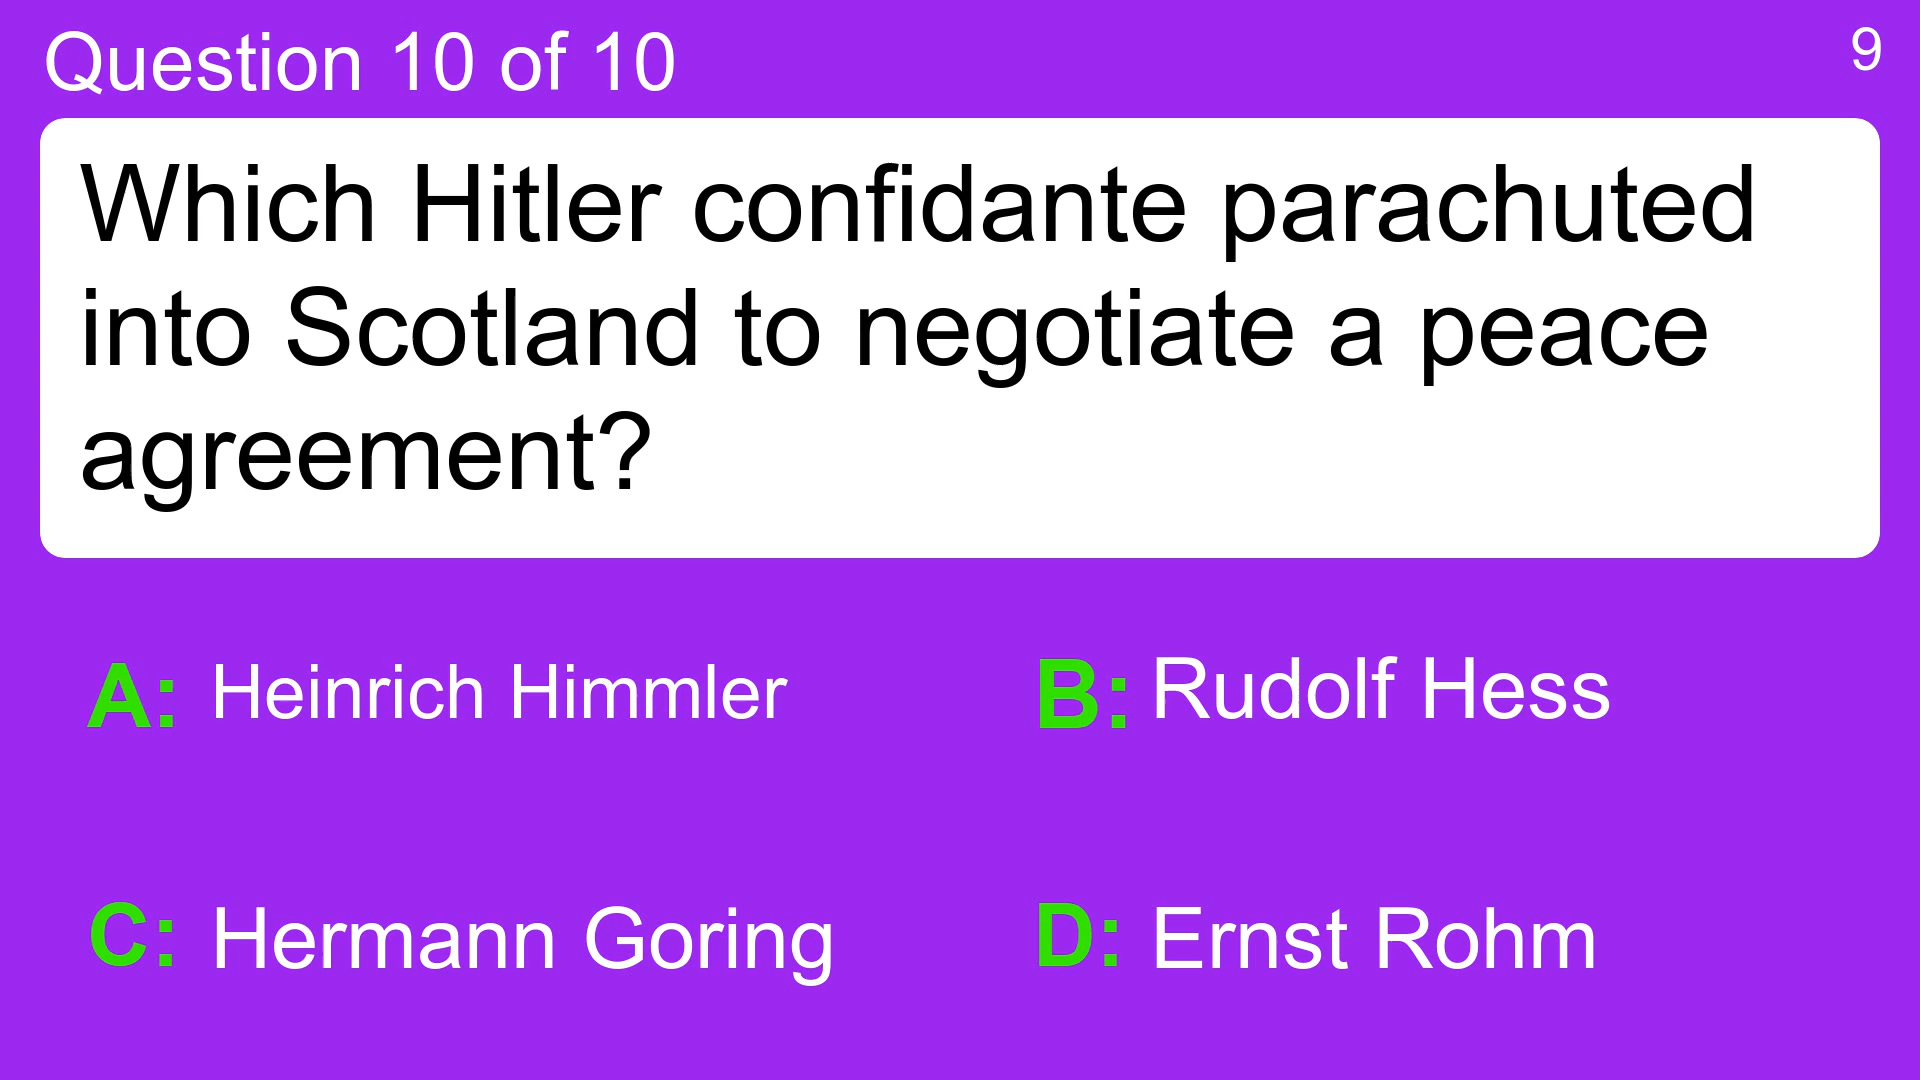 Question 10 of 10
9
Which Hitler confidante parachuted
into Scotland to negotiate a peace
agreement?
A: Heinrich Himmler
B: Rudolf Hess
C: Hermann Goring
D: Ernst Rohm